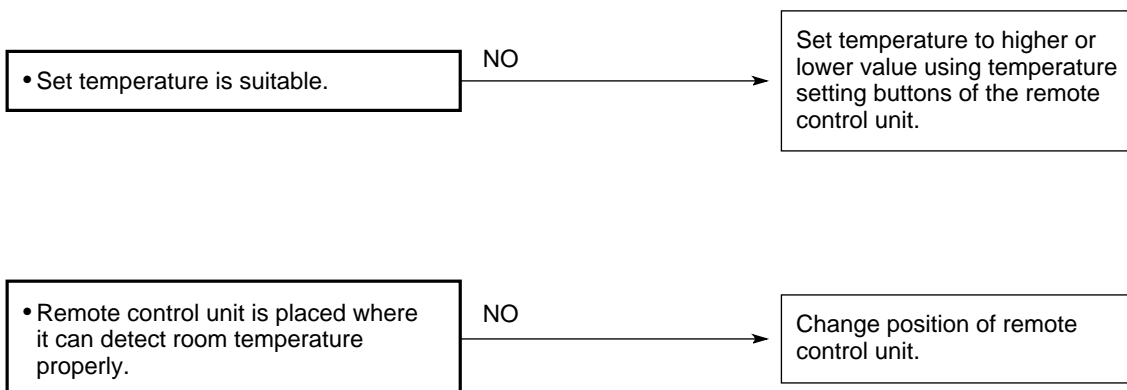 • Set temperature is suitable.
NO
Set temperature to higher or
lower value using temperature
setting buttons of the remote
control unit.
• Remote control unit is placed where
it can detect room temperature
properly.
NO
Change position of remote
control unit.